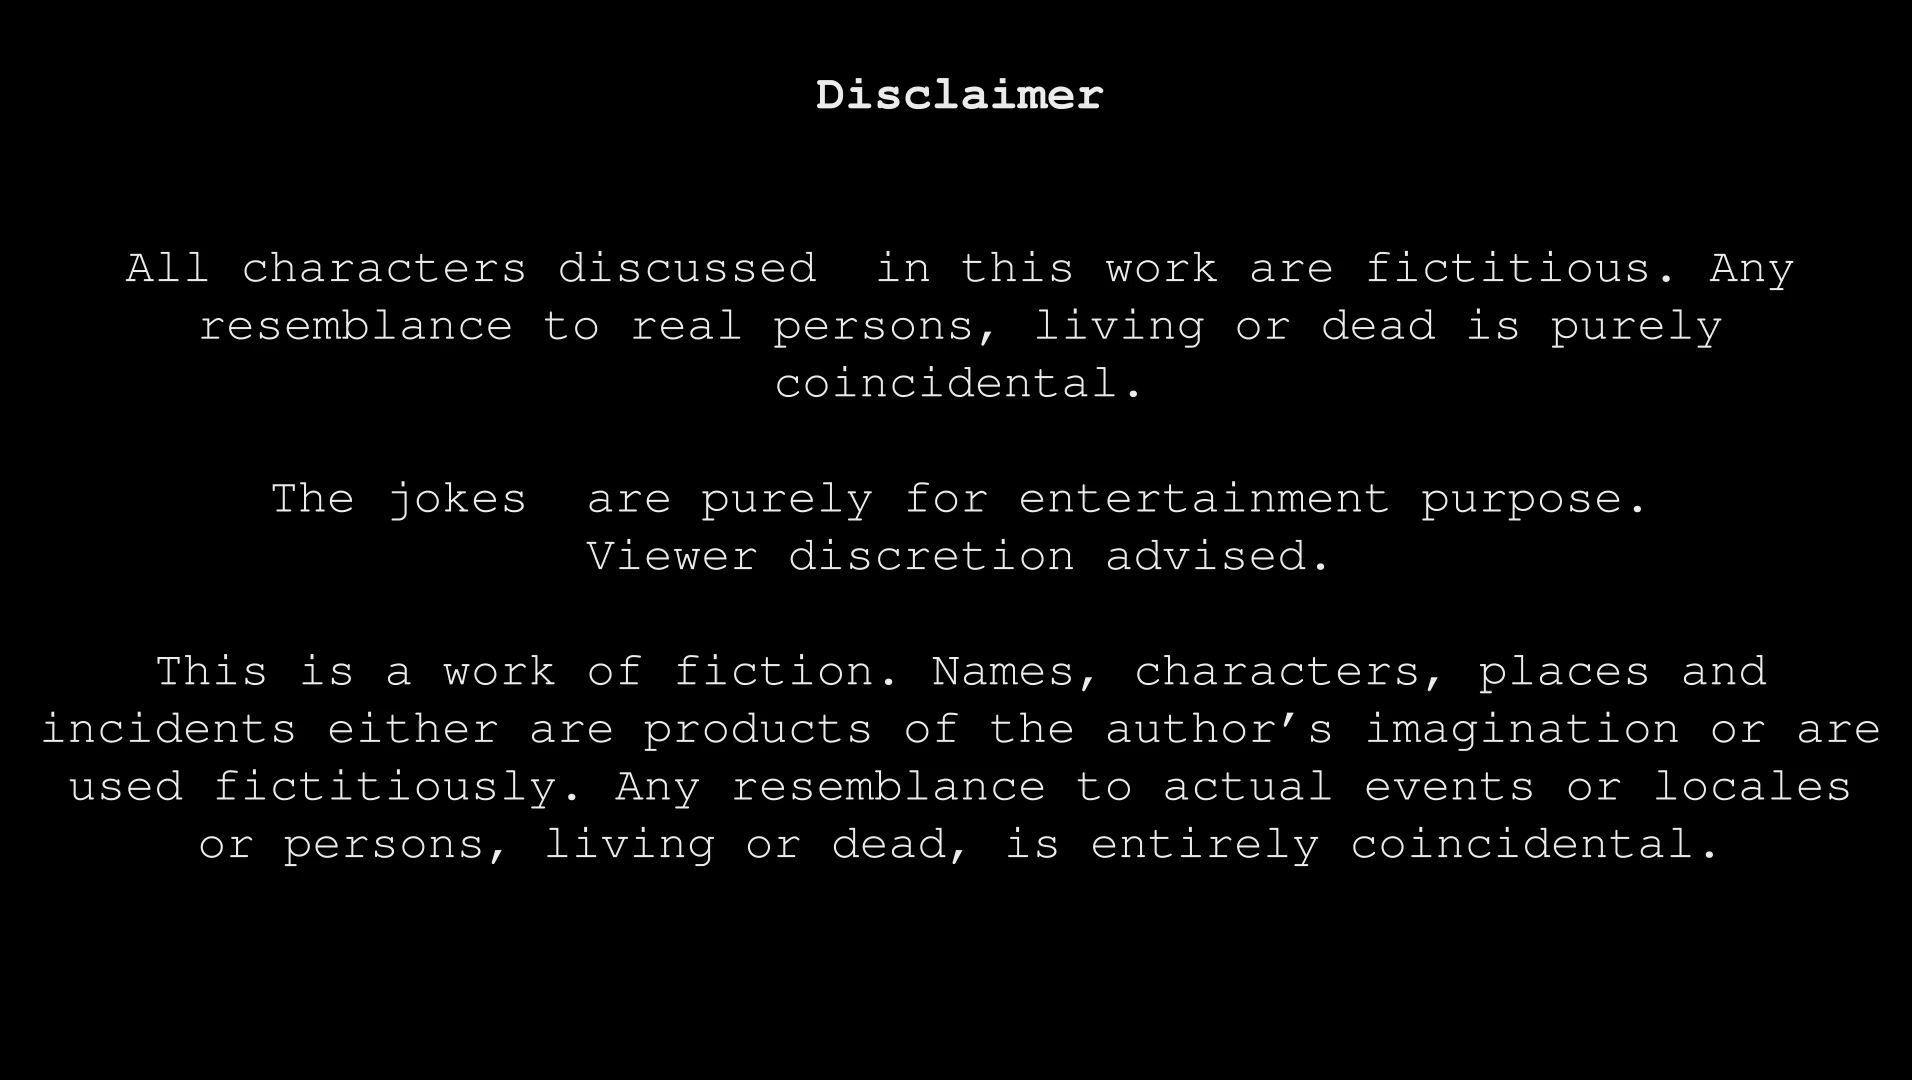 Disclaimer
All characters discussed  in this work are fictitious. Any
resemblance to real persons, living or dead is purely
coincidental.
The jokes  are purely for entertainment purpose.
Viewer discretion advised.
This is a work of fiction. Names, characters, places and
incidents either are products of the author’s imagination or are
used fictitiously. Any resemblance to actual events or locales
or persons, living or dead, is entirely coincidental.